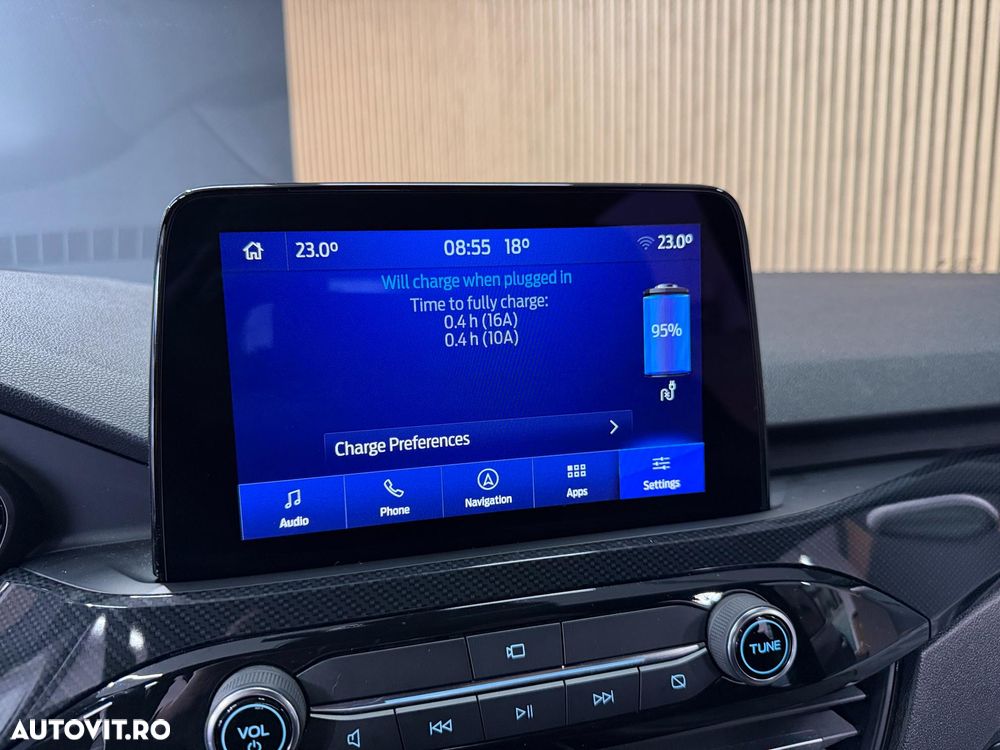 23.0°
08:55
18°
23.0°
Will charge when plugged in
Time to fully charge:
0.4 h (16A)
0.4 h (10A)
95%
Charge Preferences
Audio
Phone
Navigation
Apps
Settings
TUNE
VOL
AUTOVIT.RO